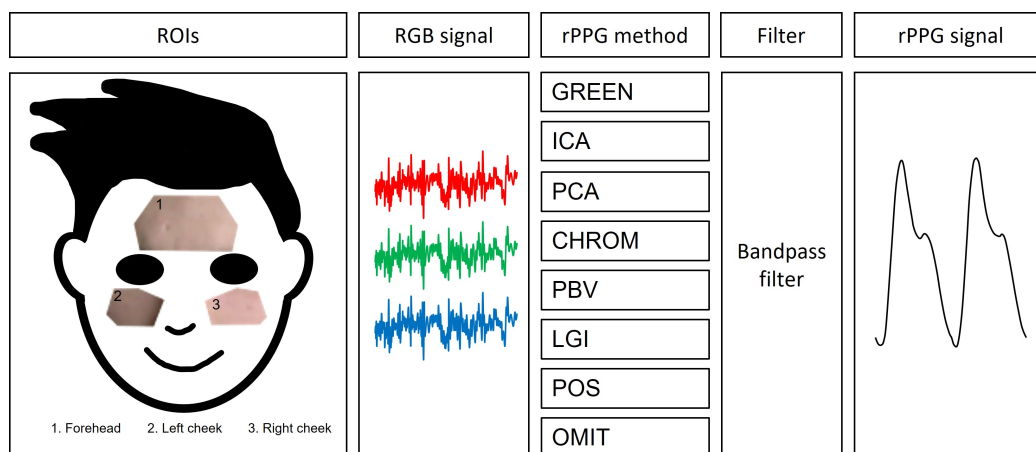 ROIs
RGB signal
rPPG method
Filter
rPPG signal
1
2
3
1. Forehead 2. Left cheek 3. Right cheek
GREEN
ICA
PCA
CHROM
PBV
LGI
POS
OMIT
Bandpass
filter